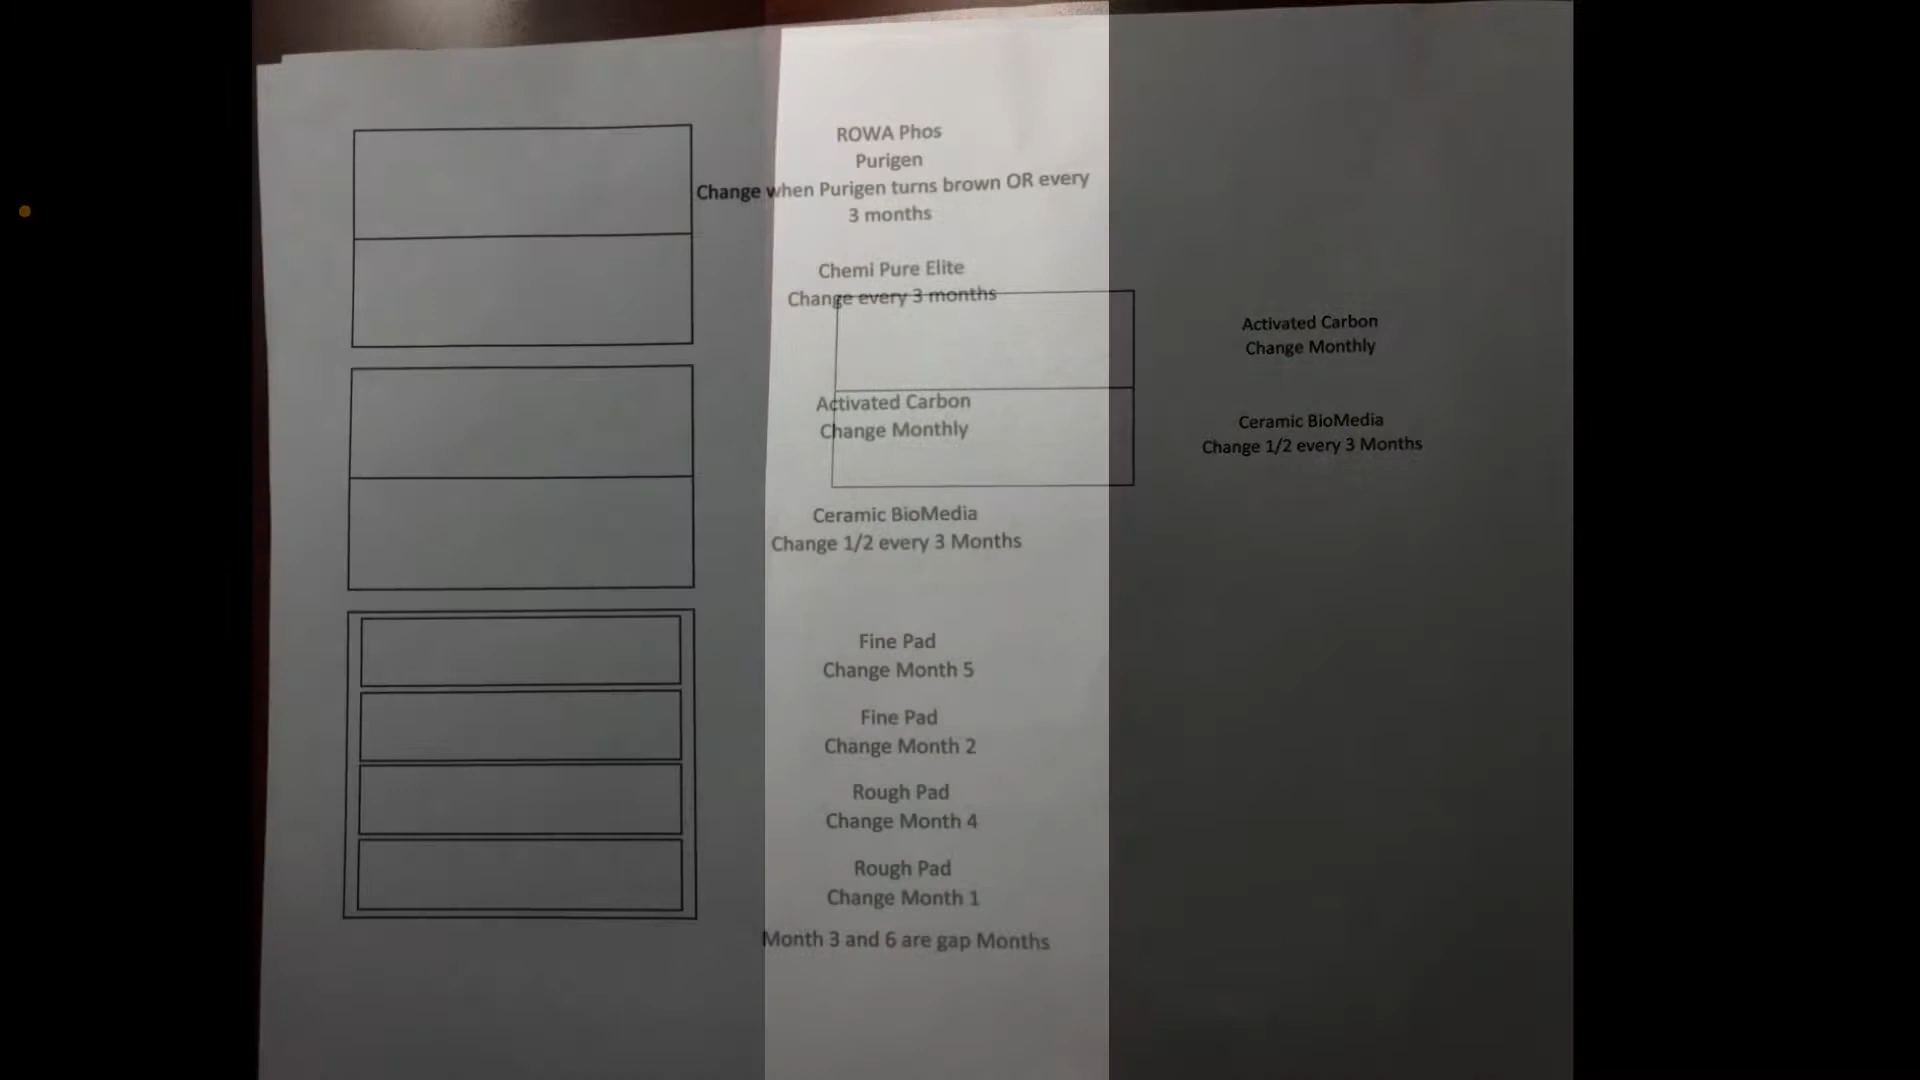 ROWA Phos
Purigen
Change when Purigen turns brown OR every
3 months
Chemi Pure Elite
Change every 3 months
Activated Carbon
Change Monthly
Ceramic BioMedia
Change 1/2 every 3 Months
Fine Pad
Change Month 5
Fine Pad
Change Month 2
Rough Pad
Change Month 4
Rough Pad
Change Month 1
Month 3 and 6 are gap Months
Activated Carbon
Change Monthly
Ceramic BioMedia
Change 1/2 every 3 Months